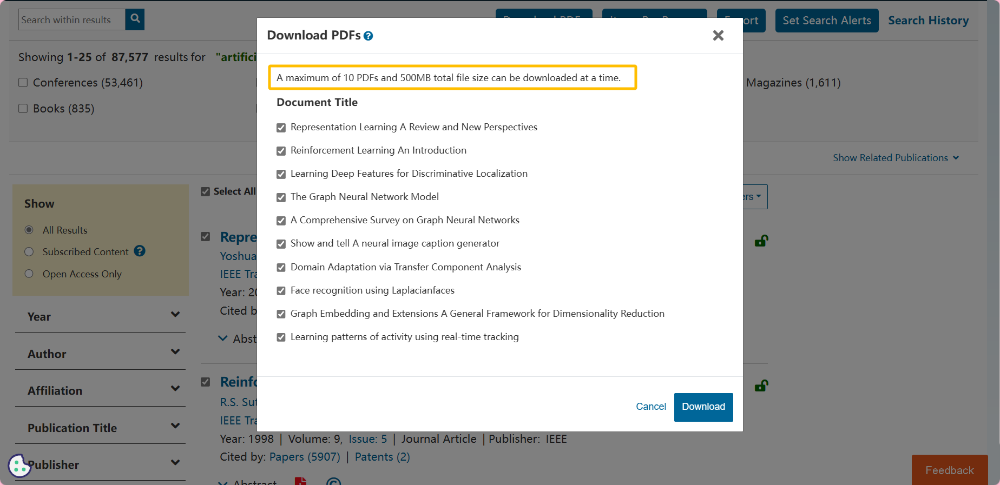 Search within results
Set Search Alerts
Search History
Download PDFs
Showing 1-25 of 87,577 results for "artifici
Conferences (53,461)
Magazines (1,611)
Books (835)
A maximum of 10 PDFs and 500MB total file size can be downloaded at a time.
Document Title
Representation Learning A Review and New Perspectives
Reinforcement Learning An Introduction
Learning Deep Features for Discriminative Localization
The Graph Neural Network Model
A Comprehensive Survey on Graph Neural Networks
Show and tell A neural image caption generator
Domain Adaptation via Transfer Component Analysis
Face recognition using Laplacianfaces
Graph Embedding and Extensions A General Framework for Dimensionality Reduction
Learning patterns of activity using real-time tracking
Cancel
Download
Show Related Publications
Show
All Results
Subscribed Content
Open Access Only
Year
Author
Affiliation
Publication Title
Publisher
Select All
ers
Repre
Yoshua
IEEE Tra
Year: 20
Cited b
Abst
Reinfo
R.S. Sut
IEEE Tra
Year: 1998 | Volume: 9, Issue: 5 | Journal Article | Publisher: IEEE
Cited by: Papers (5907) | Patents (2)
Abstract
Feedback